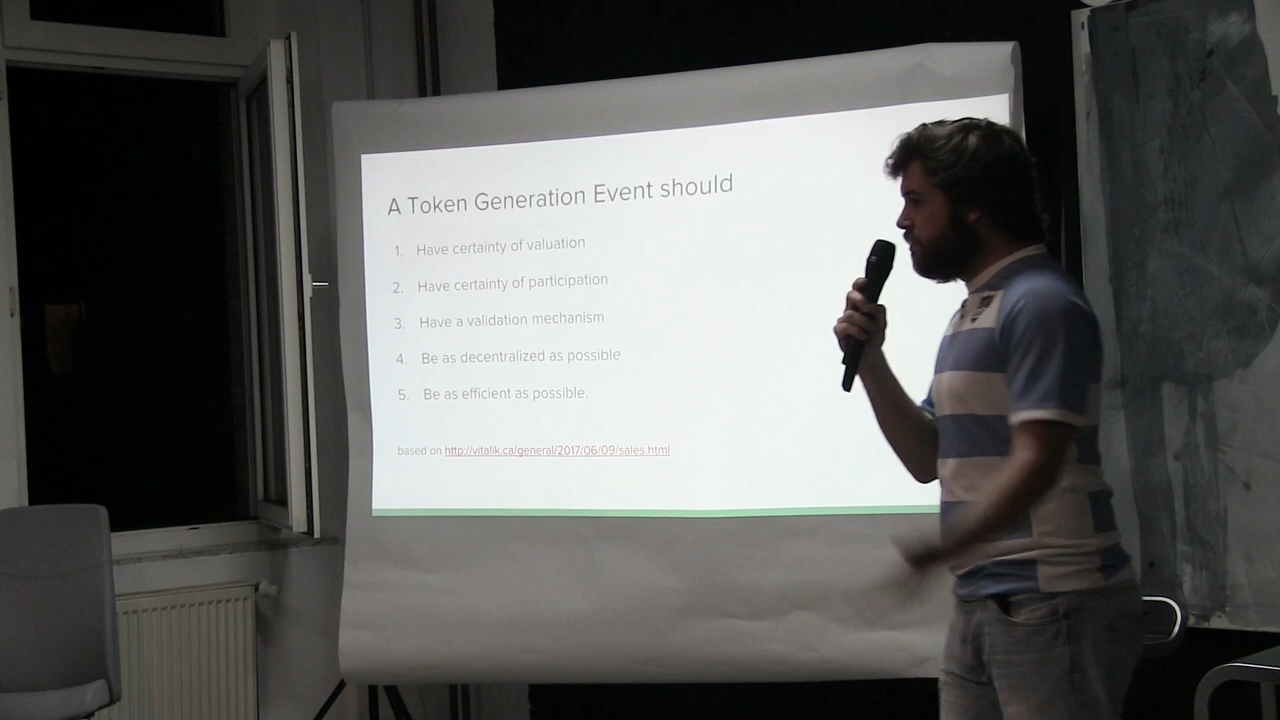 A Token Generation Event should
1. Have certainty of valuation
2. Have certainty of participation
3. Have a validation mechanism
4. Be as decentralized as possible
5. Be as efficient as possible.
based on http://vitalik.ca/general/2017/06/09/sales.html